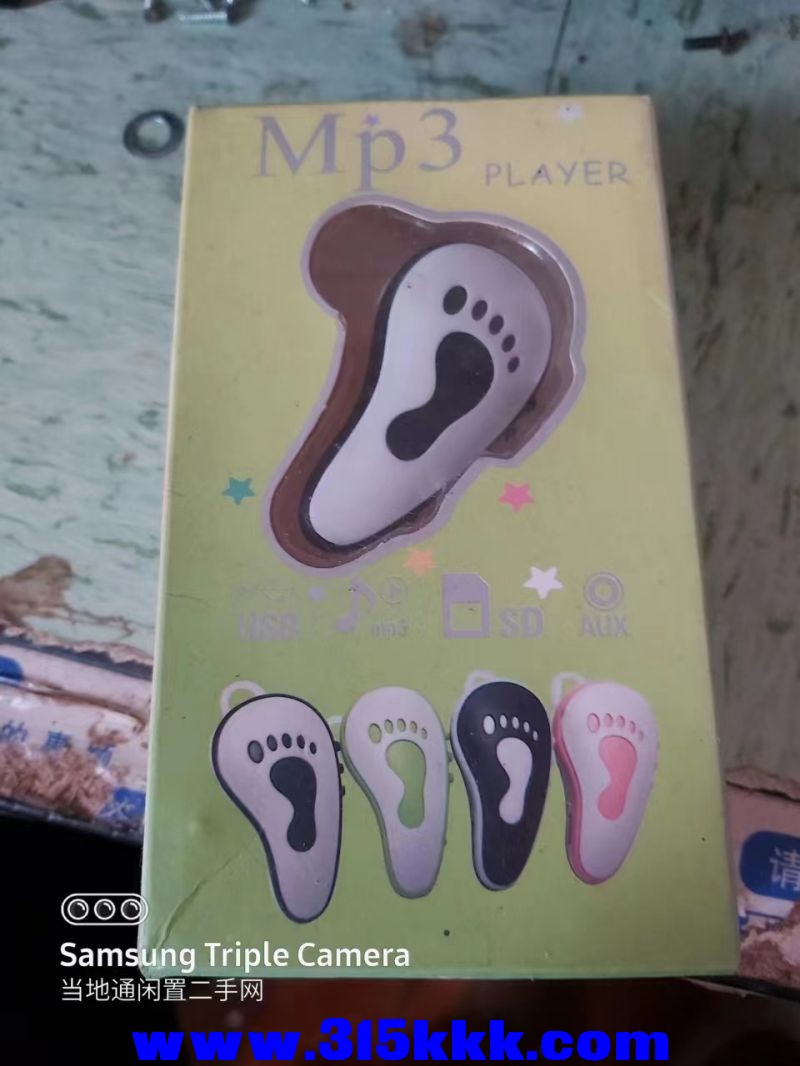 Mp3 PLAYER
USB
mp3
SD
AUX
请
Samsung Triple Camera
当地通闲置二手网
www.315kkk.com